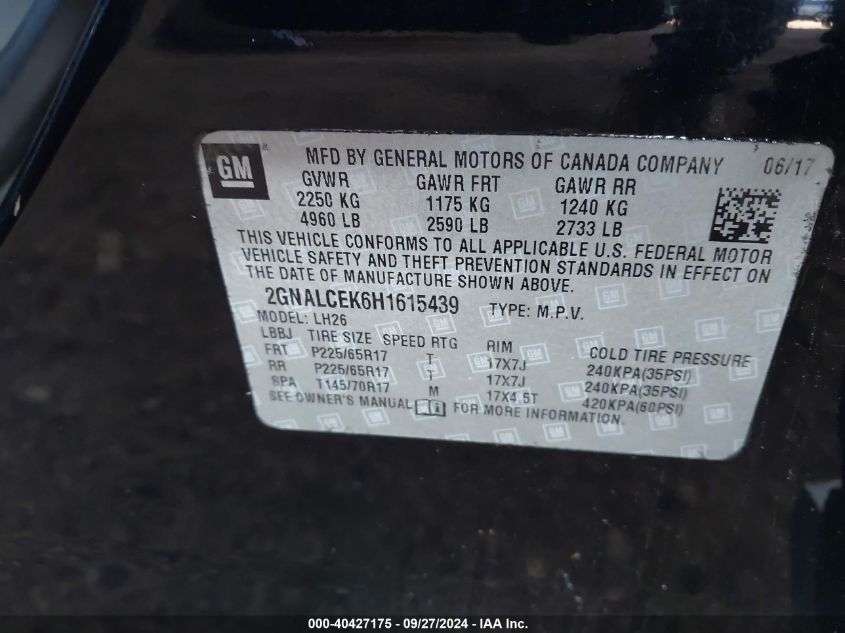 GM
MFD BY GENERAL MOTORS OF CANADA COMPANY 06/17
GVWR GAWR FRT GAWR RR
2250 KG 1175 KG 1240 KG
4960 LB 2590 LB 2733 LB
THIS VEHICLE CONFORMS TO ALL APPLICABLE U.S. FEDERAL MOTOR
VEHICLE SAFETY AND THEFT PREVENTION STANDARDS IN EFFECT ON
THE DATE OF MANUFACTURE SHOWN ABOVE.
2GNALCEK6H1615439 TYPE: M.P.V.
MODEL: LH26
LBBJ TIRE SIZE SPEED RTG RIM COLD TIRE PRESSURE
FRT P225/65R17 T 17X7J 240KPA(35PSI)
RR P225/65R17 T 17X7J 240KPA(35PSI)
SPA T145/70R17 M 17X4.5T 420KPA(60PSI)
SEE OWNER'S MANUAL FOR MORE INFORMATION.
000-40427175 - 09/27/2024 - IAA Inc.